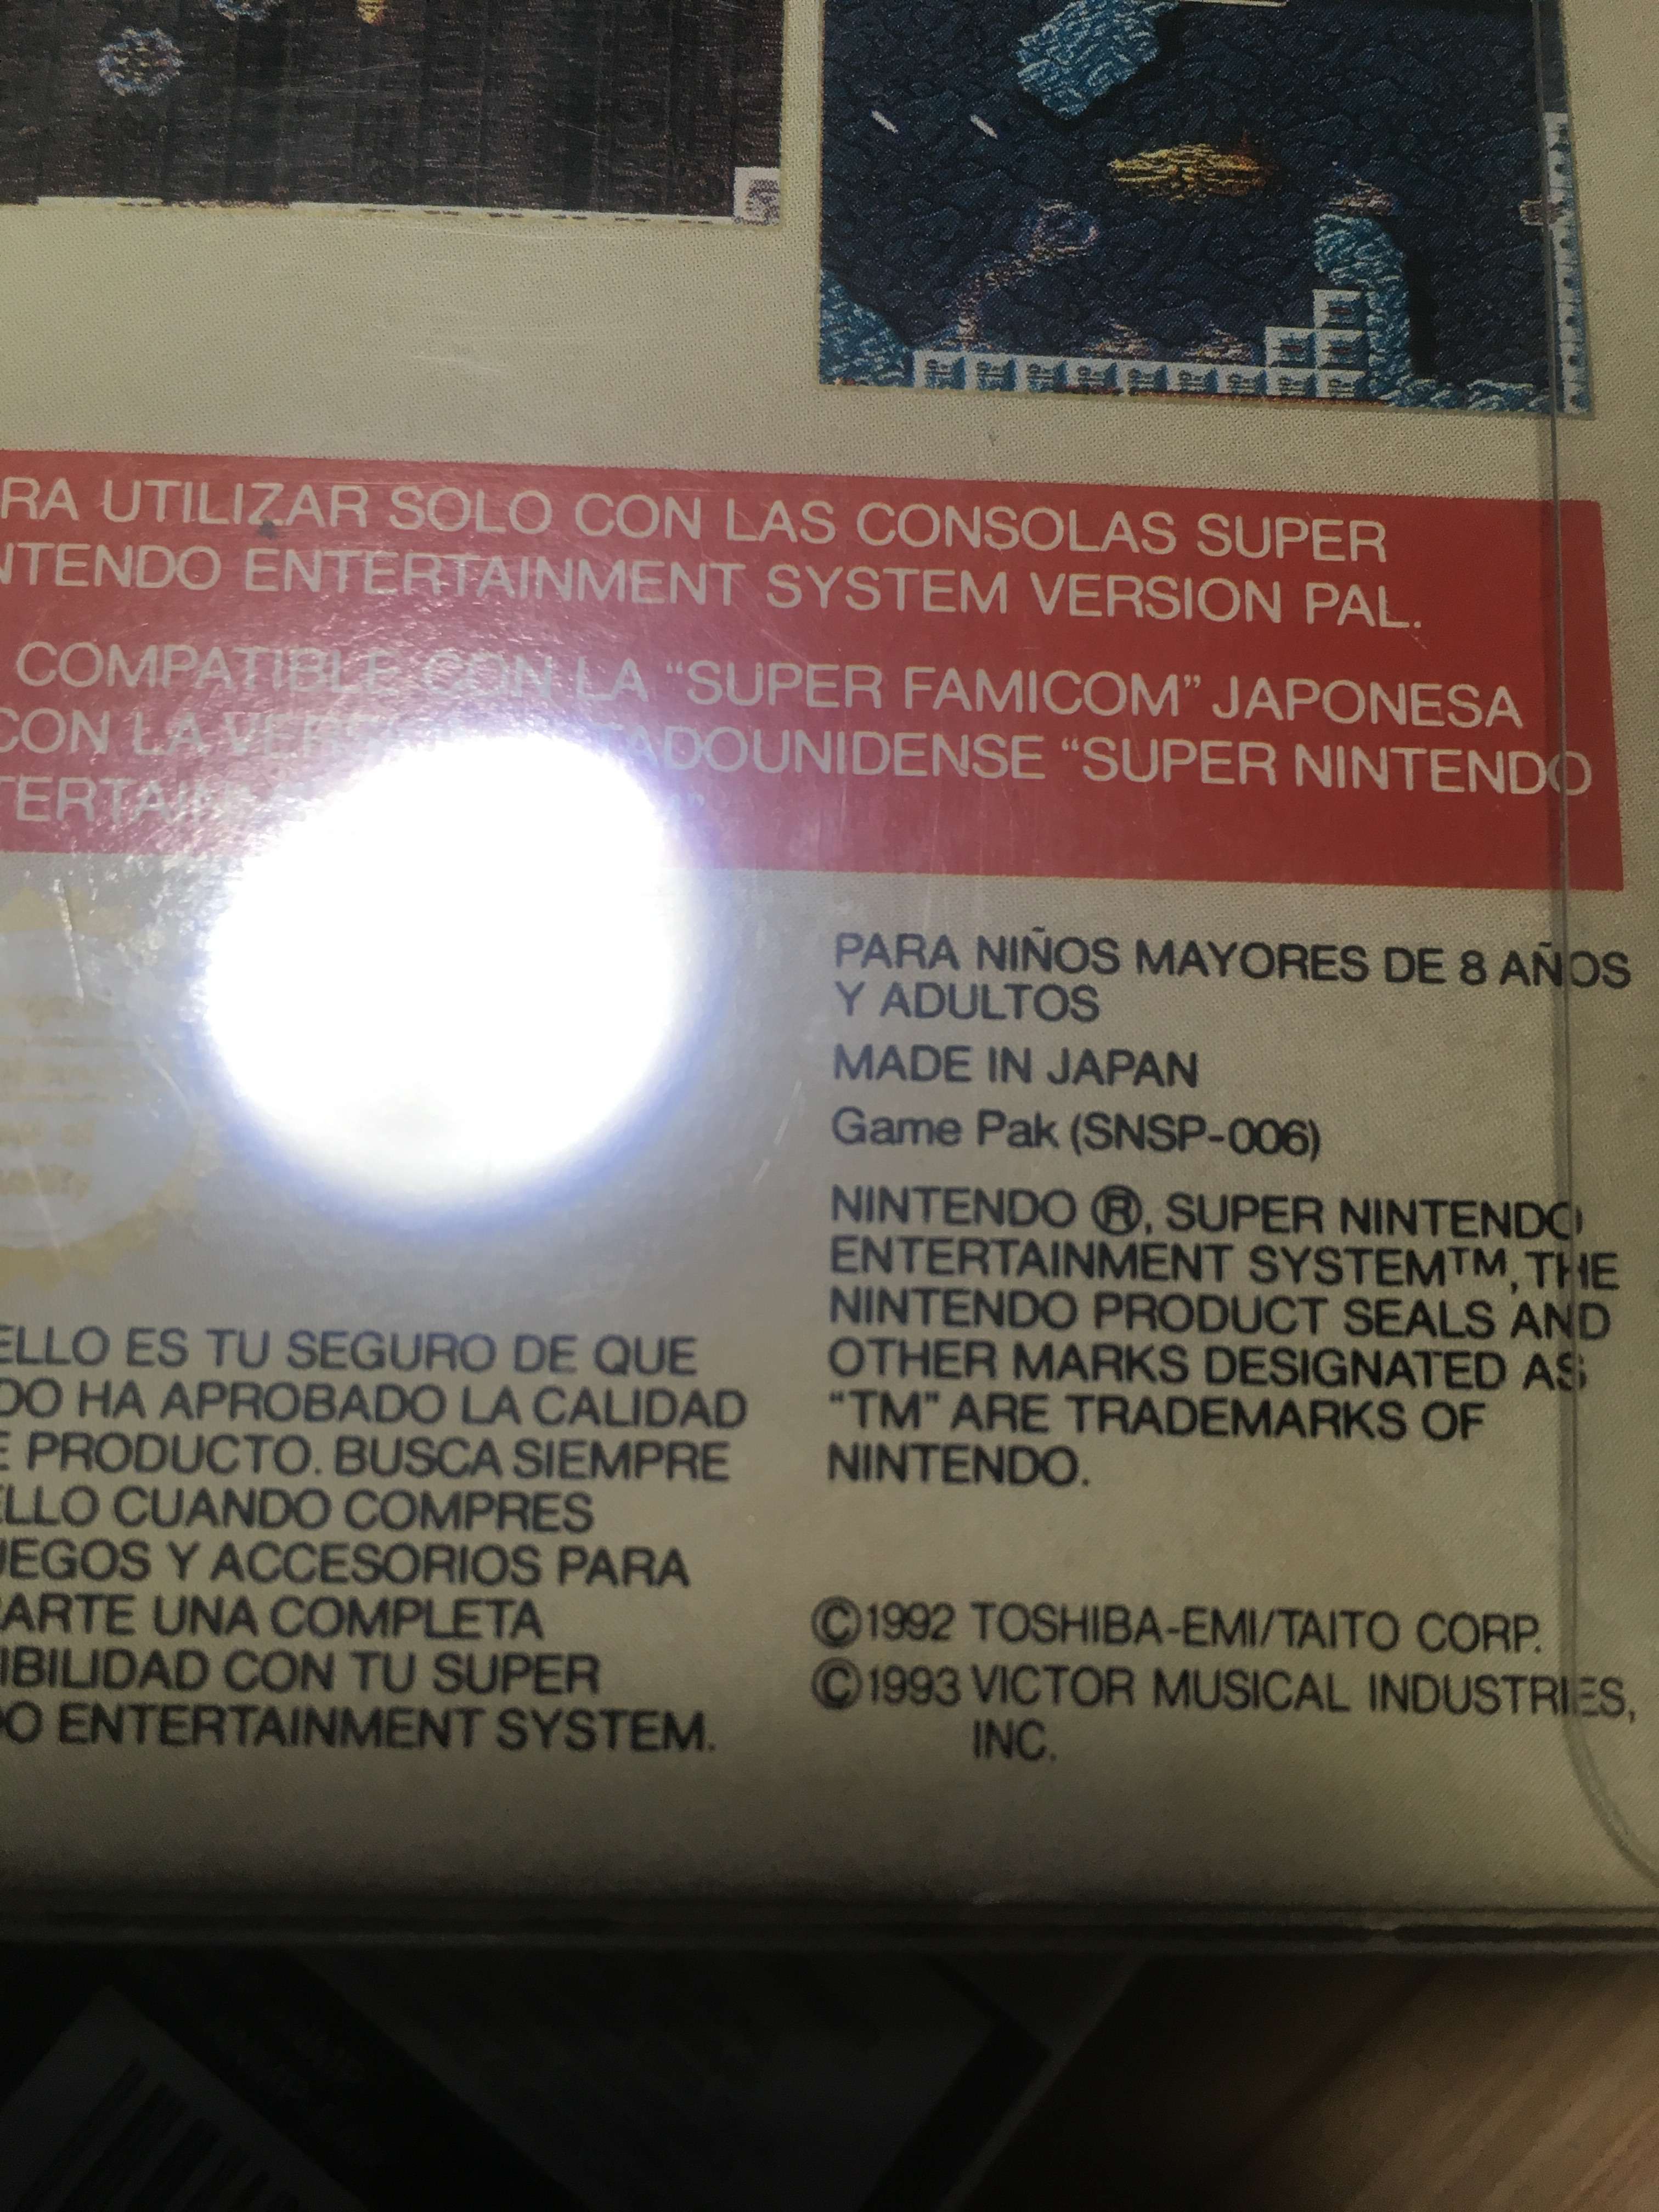 RA UTILIZAR SOLO CON LAS CONSOLAS SUPER
NTENDO ENTERTAINMENT SYSTEM VERSION PAL.
COMPATIBLE CON LA “SUPER FAMICOM” JAPONESA
CON LA TADOUNIDENSE “SUPER NINTENDO
ELLO ES TU SEGURO DE QUE
DO HA APROBADO LA CALIDAD
E PRODUCTO. BUSCA SIEMPRE
ELLO CUANDO COMPRES
UEGOS Y ACCESORIOS PARA
ARTE UNA COMPLETA
IBILIDAD CON TU SUPER
DO ENTERTAINMENT SYSTEM.
PARA NIÑOS MAYORES DE 8 AÑOS
Y ADULTOS
MADE IN JAPAN
Game Pak (SNSP-006)
NINTENDO ®, SUPER NINTENDO
ENTERTAINMENT SYSTEM™, THE
NINTENDO PRODUCT SEALS AND
OTHER MARKS DESIGNATED AS
“TM” ARE TRADEMARKS OF
NINTENDO.
©1992 TOSHIBA-EMI/TAITO CORP.
©1993 VICTOR MUSICAL INDUSTRIES,
INC.